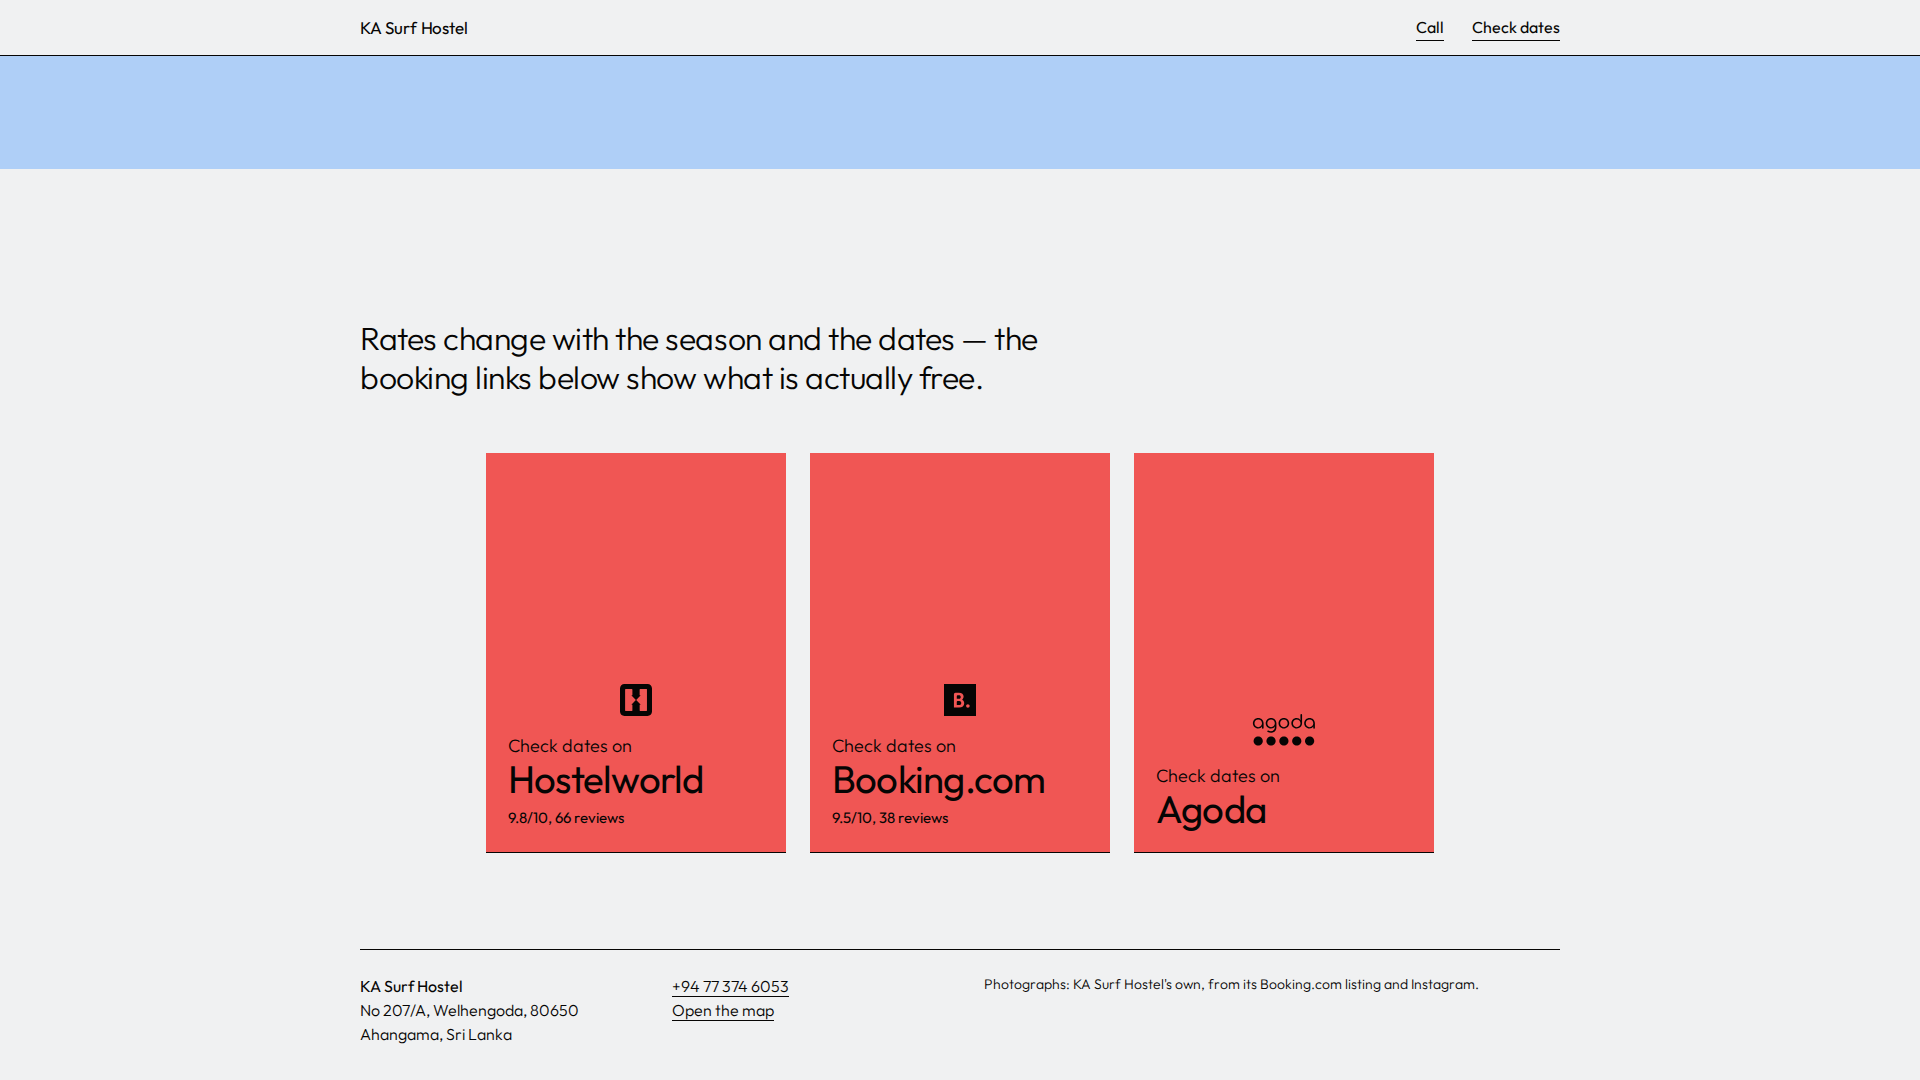 KA Surf Hostel
Call
Check dates
Rates change with the season and the dates — the
booking links below show what is actually free.
Check dates on
Hostelworld
9.8/10, 66 reviews
B.
Check dates on
Booking.com
9.5/10, 38 reviews
agoda
Check dates on
Agoda
KA Surf Hostel
No 207/A, Welhengoda, 80650
Ahangama, Sri Lanka
+94 77 374 6053
Open the map
Photographs: KA Surf Hostel's own, from its Booking.com listing and Instagram.